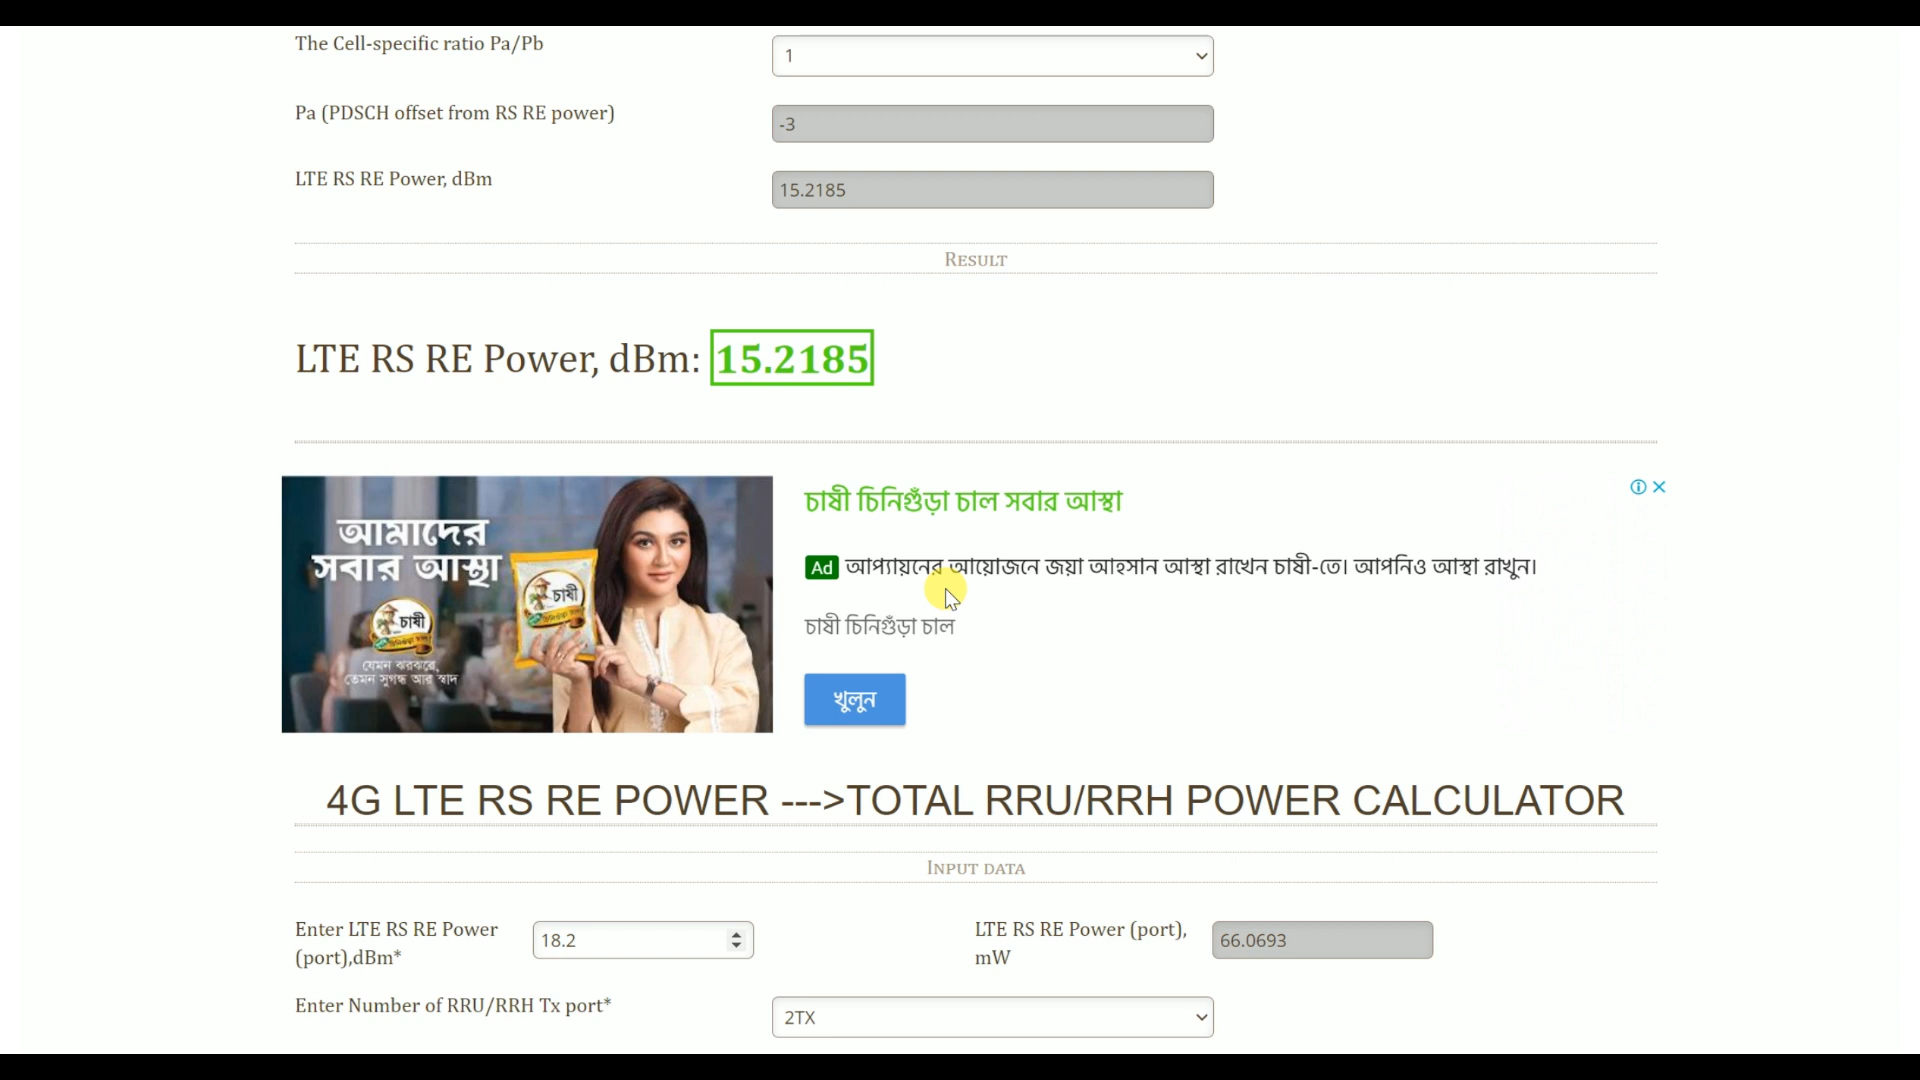 The Cell-specific ratio Pa/Pb
1
Pa (PDSCH offset from RS RE power)
-3
LTE RS RE Power, dBm
15.2185
Result
LTE RS RE Power, dBm: 15.2185
আমাদের
সবার আস্থা
চাষী
যেমন ঝরঝরে,
তেমন সুগন্ধ আর স্বাদ
চাষী
চাষী চিনিগুঁড়া চাল সবার আস্থা
Ad আপ্যায়নের আয়োজনে জয়া আহসান আস্থা রাখেন চাষী-তে। আপনিও আস্থা রাখুন।
চাষী চিনিগুঁড়া চাল
খুলুন
4G LTE RS RE POWER --->TOTAL RRU/RRH POWER CALCULATOR
Input data
Enter LTE RS RE Power
(port),dBm*
18.2
LTE RS RE Power (port),
mW
66.0693
Enter Number of RRU/RRH Tx port*
2TX